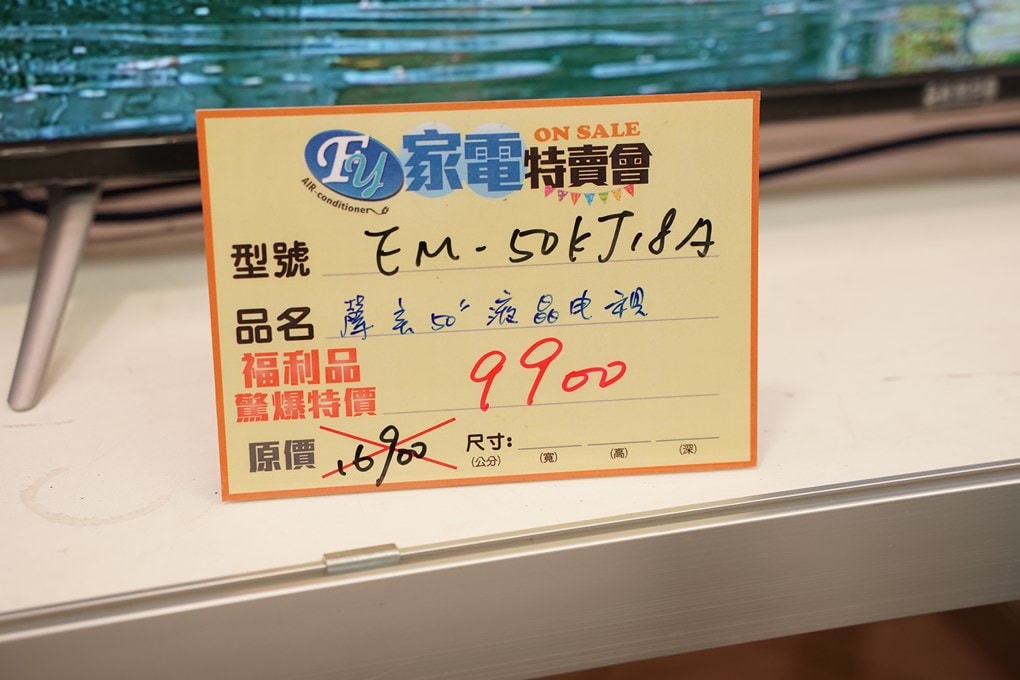 Fy
AIR-conditioner
家電
ON SALE
特賣會
型號 EM-50KJ18A
品名 聲寶50"液晶电視
福利品
驚爆特價 9900
原價 16900 尺寸:
(公分) (寬) (高) (深)